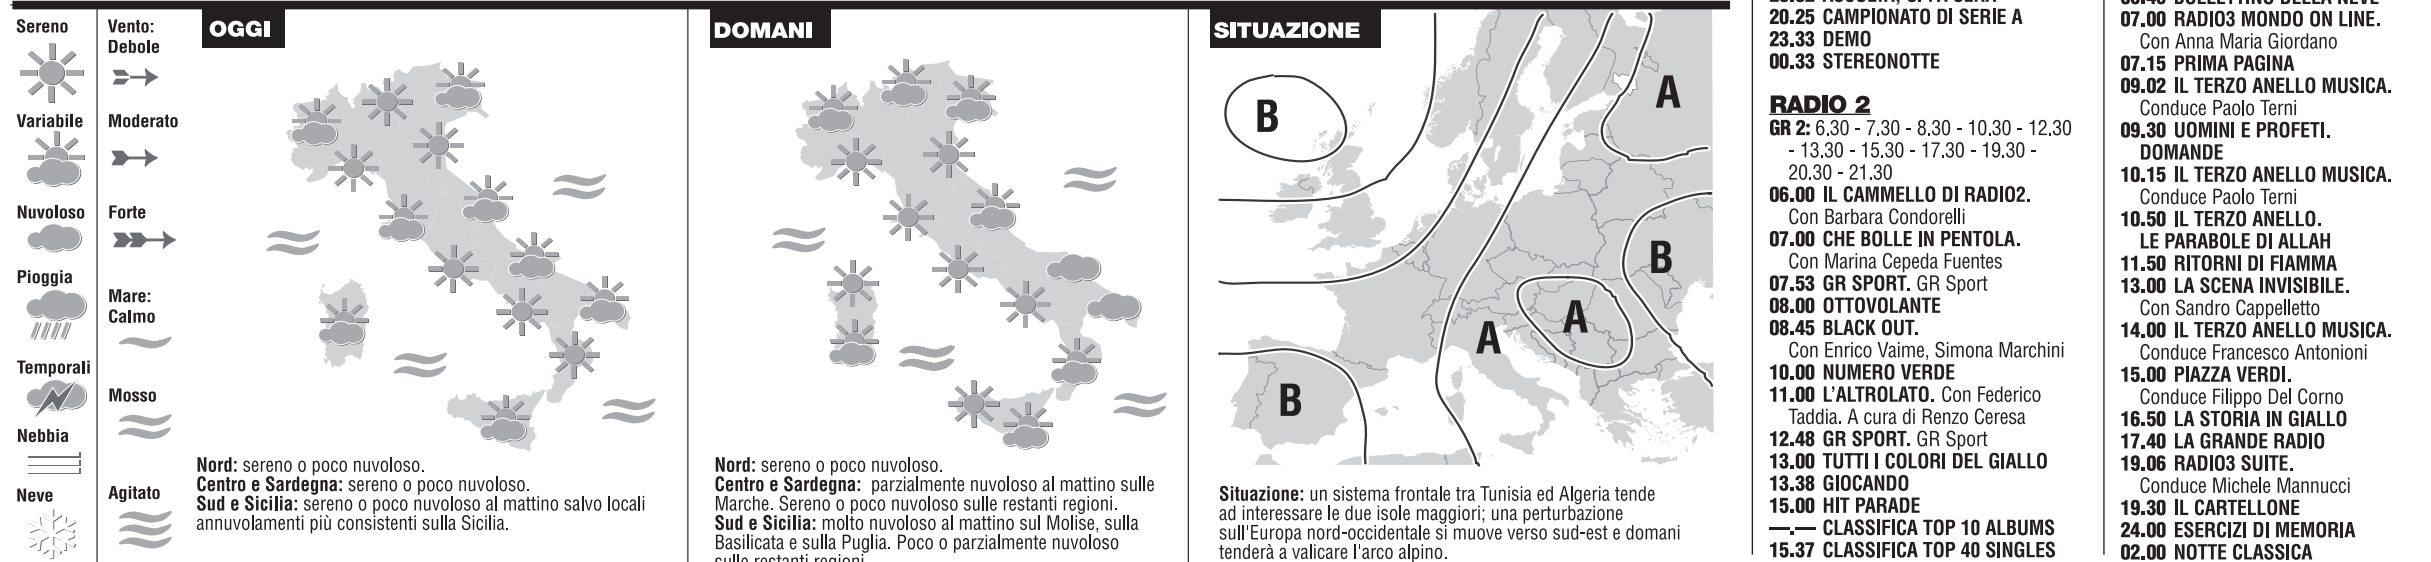 Sereno
Variabile
Nuvoloso
Pioggia
Temporali
Nebbia
Neve
Vento:
Debole
Moderato
Forte
Mare:
Calmo
Mosso
Agitato
OGGI
Nord: sereno o poco nuvoloso.
Centro e Sardegna: sereno o poco nuvoloso.
Sud e Sicilia: sereno o poco nuvoloso al mattino salvo locali
annuvolamenti più consistenti sulla Sicilia.
DOMANI
Nord: sereno o poco nuvoloso.
Centro e Sardegna: parzialmente nuvoloso al mattino sulle
Marche. Sereno o poco nuvoloso sulle restanti regioni.
Sud e Sicilia: molto nuvoloso al mattino sul Molise, sulla
Basilicata e sulla Puglia. Poco o parzialmente nuvoloso
sulle restanti regioni.
SITUAZIONE
A
B
B
A
A
B
Situazione: un sistema frontale tra Tunisia ed Algeria tende
ad interessare le due isole maggiori; una perturbazione
sull'Europa nord-occidentale si muove verso sud-est e domani
tenderà a valicare l'arco alpino.
20.25 CAMPIONATO DI SERIE A
23.33 DEMO
00.33 STEREONOTTE
RADIO 2
GR 2: 6.30 - 7.30 - 8.30 - 10.30 - 12.30
- 13.30 - 15.30 - 17.30 - 19.30 -
20.30 - 21.30
06.00 IL CAMMELLO DI RADIO2.
Con Barbara Condorelli
07.00 CHE BOLLE IN PENTOLA.
Con Marina Cepeda Fuentes
07.53 GR SPORT. GR Sport
08.00 OTTOVOLANTE
08.45 BLACK OUT.
Con Enrico Vaime, Simona Marchini
10.00 NUMERO VERDE
11.00 L'ALTROLATO. Con Federico
Taddia. A cura di Renzo Ceresa
12.48 GR SPORT. GR Sport
13.00 TUTTI I COLORI DEL GIALLO
13.38 GIOCANDO
15.00 HIT PARADE
—.— CLASSIFICA TOP 10 ALBUMS
15.37 CLASSIFICA TOP 40 SINGLES
07.00 RADIO3 MONDO ON LINE.
Con Anna Maria Giordano
07.15 PRIMA PAGINA
09.02 IL TERZO ANELLO MUSICA.
Conduce Paolo Terni
09.30 UOMINI E PROFETI.
DOMANDE
10.15 IL TERZO ANELLO MUSICA.
Conduce Paolo Terni
10.50 IL TERZO ANELLO.
LE PARABOLE DI ALLAH
11.50 RITORNI DI FIAMMA
13.00 LA SCENA INVISIBILE.
Con Sandro Cappelletto
14.00 IL TERZO ANELLO MUSICA.
Conduce Francesco Antonioni
15.00 PIAZZA VERDI.
Conduce Filippo Del Corno
16.50 LA STORIA IN GIALLO
17.40 LA GRANDE RADIO
19.06 RADIO3 SUITE.
Conduce Michele Mannucci
19.30 IL CARTELLONE
24.00 ESERCIZI DI MEMORIA
02.00 NOTTE CLASSICA